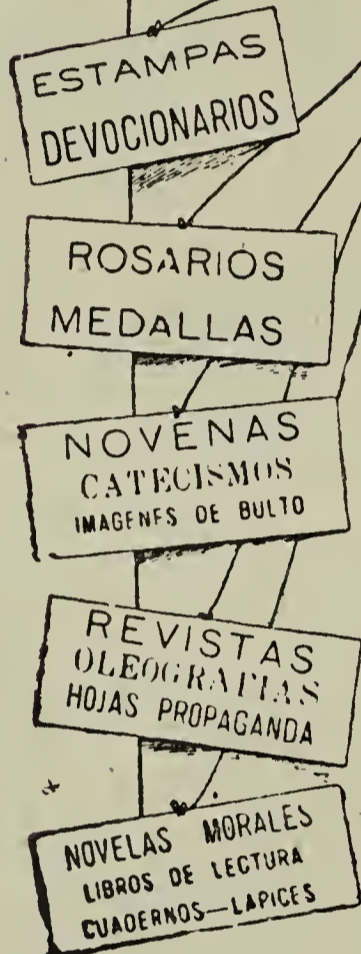 ESTAMPAS
DEVOCIONARIOS
ROSARIOS
MEDALLAS
NOVENAS
CATECISMOS
IMAGENES DE BULTO
REVISTAS
OLEOGRAFIAS
HOJAS PROPAGANDA
NOVELAS MORALES
LIBROS DE LECTURA
CUADERNOS—LAPICES